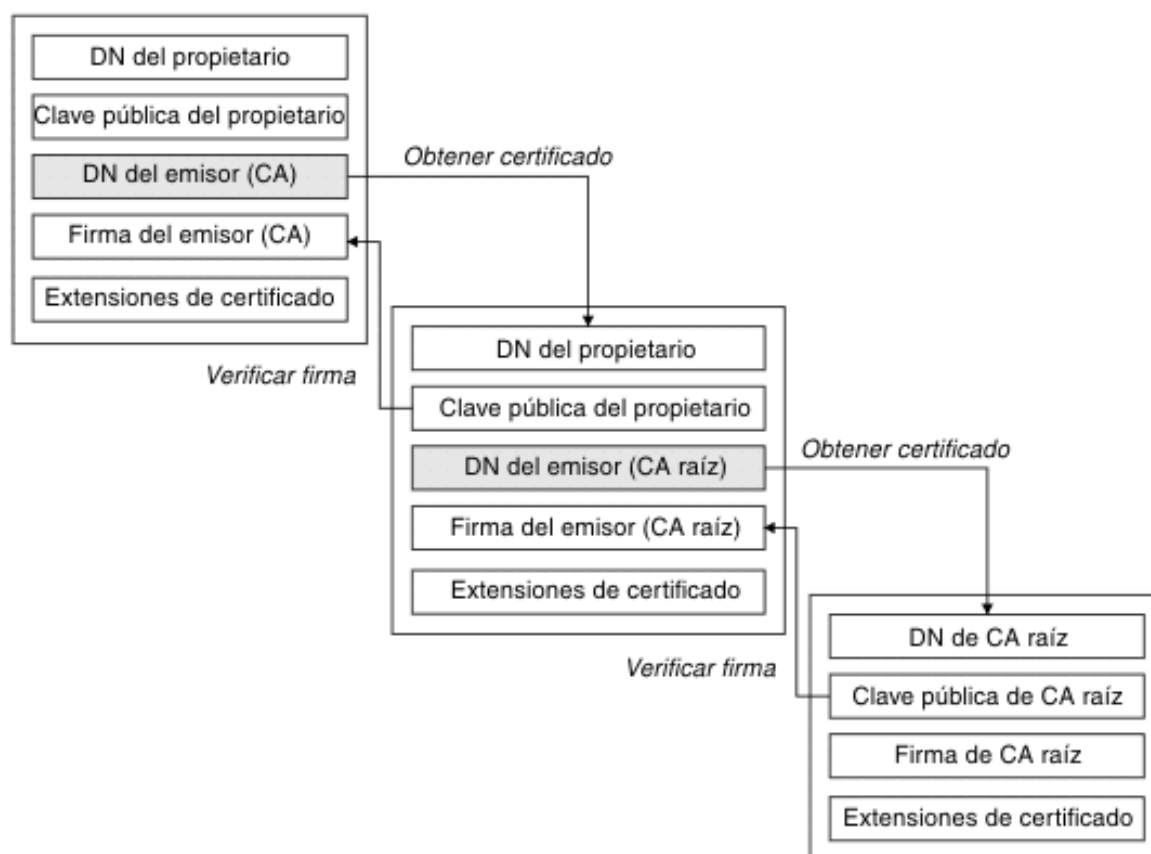 DN del propietario
Clave pública del propietario
DN del emisor (CA)
Obtener certificado
Firma del emisor (CA)
Extensiones de certificado
Verificar firma
DN del propietario
Clave pública del propietario
DN del emisor (CA raíz)
Obtener certificado
Firma del emisor (CA raíz)
Extensiones de certificado
Verificar firma
DN de CA raíz
Clave pública de CA raíz
Firma de CA raíz
Extensiones de certificado